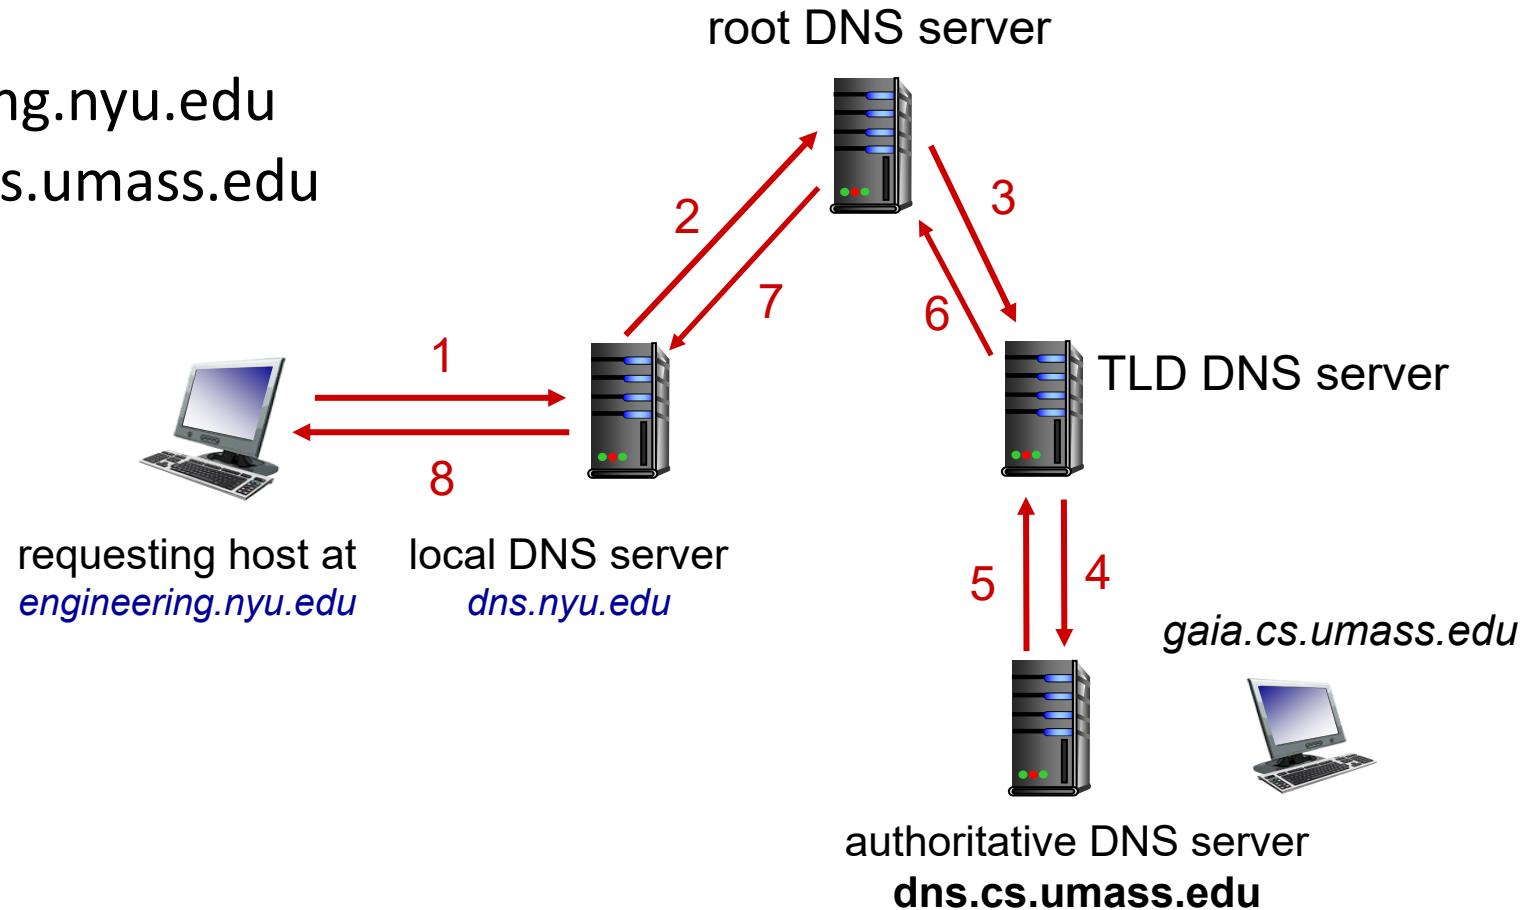 root DNS server
ng.nyu.edu
s.umass.edu
2
3
7
6
1
TLD DNS server
8
requesting host at
engineering.nyu.edu
local DNS server
dns.nyu.edu
5
4
gaia.cs.umass.edu
authoritative DNS server
dns.cs.umass.edu